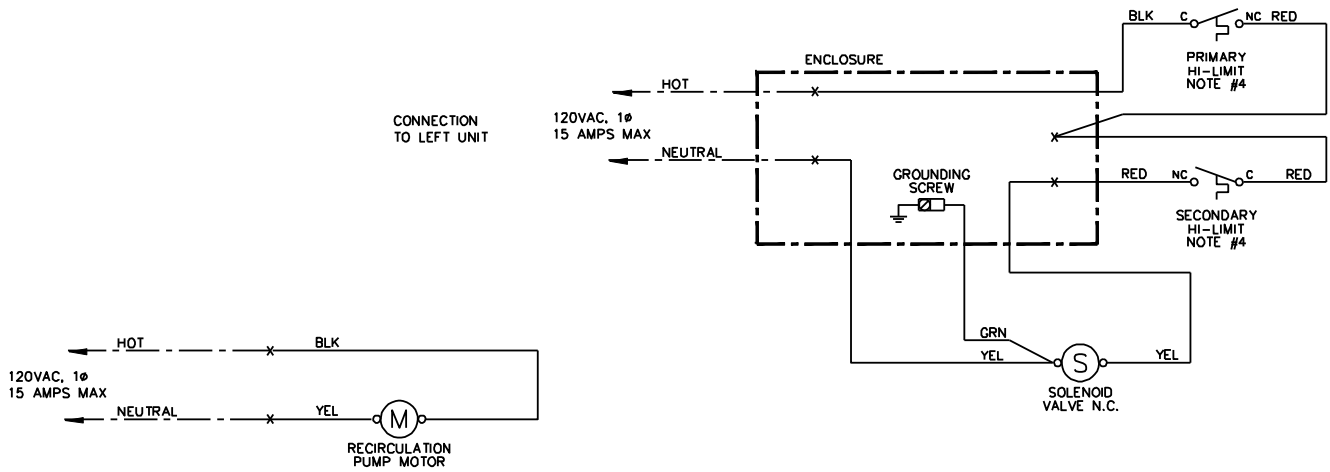 BLK
C
NC
RED
PRIMARY
HI-LIMIT
NOTE #4
ENCLOSURE
HOT
CONNECTION
TO LEFT UNIT
120VAC, 1ø
15 AMPS MAX
NEUTRAL
GROUNDING
SCREW
RED
NC
C
RED
SECONDARY
HI-LIMIT
NOTE #4
GRN
YEL
S
YEL
SOLENOID
VALVE N.C.
HOT
BLK
120VAC, 1ø
15 AMPS MAX
NEUTRAL
YEL
M
RECIRCULATION
PUMP MOTOR